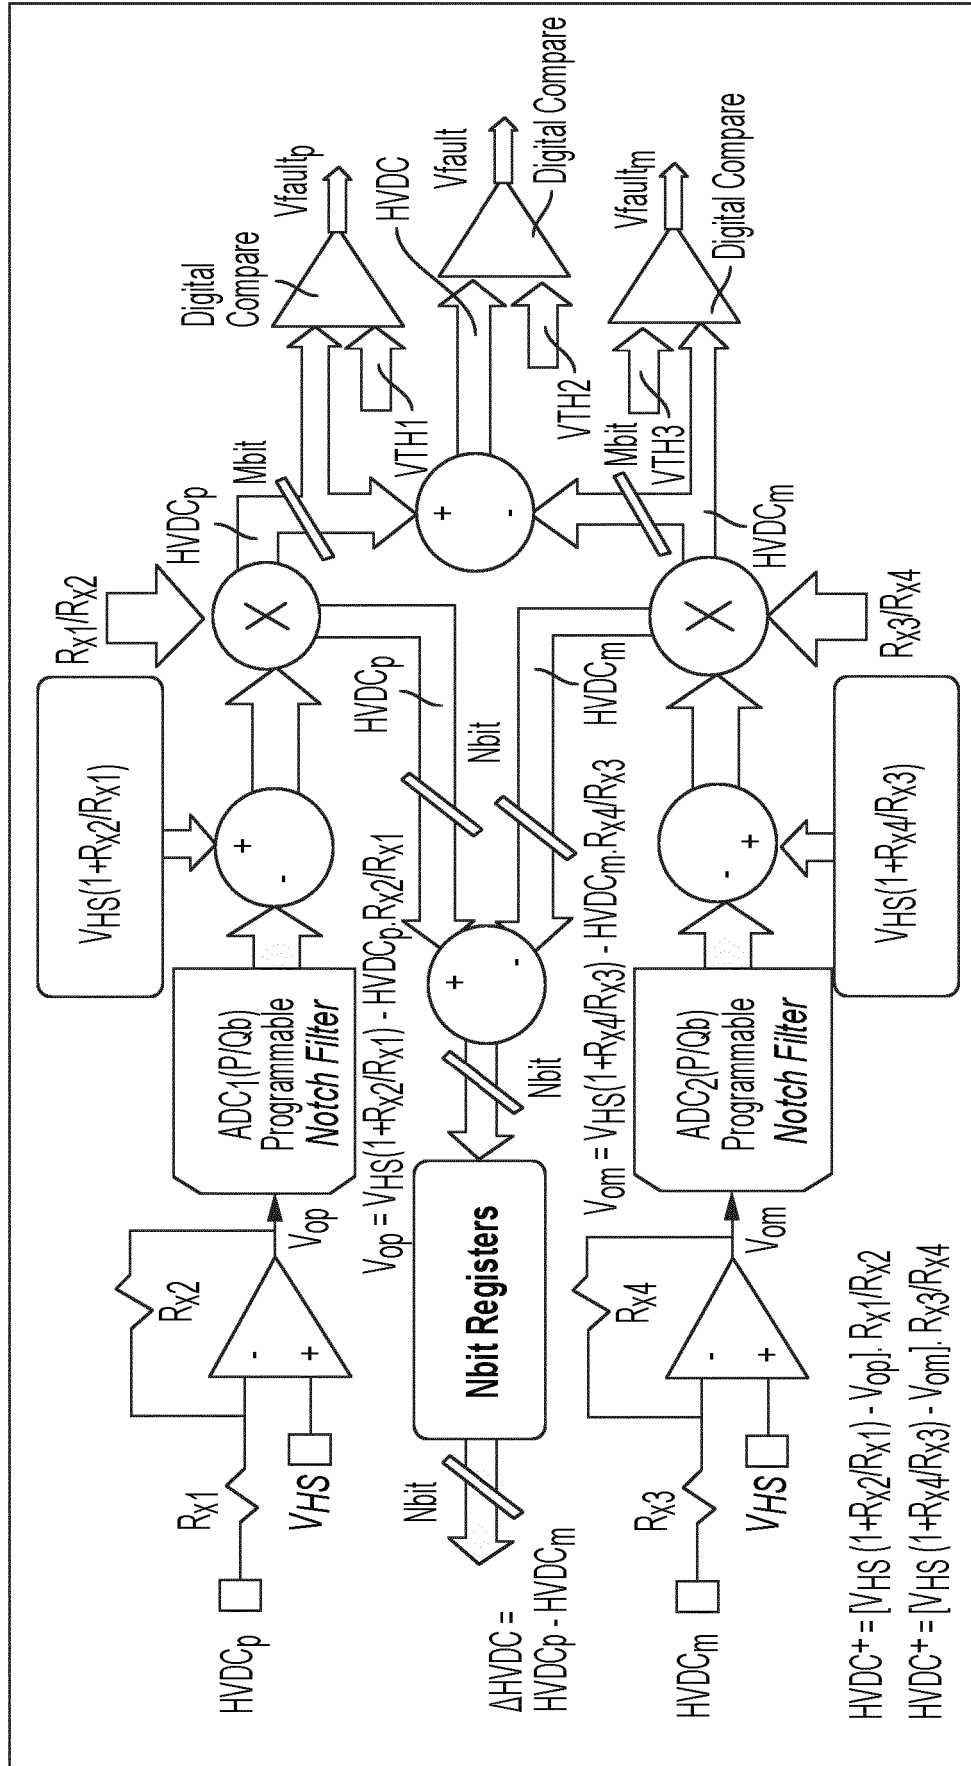 HVDCp
Rx1
VHS
Rx2
-
+
Vop
ADC1(P/Qb)
Programmable
Notch Filter
VHS(1+Rx2/Rx1)
+
-
Rx1/Rx2
X
HVDCp
Mbit
Digital
Compare
Vfaultp
VTH1
HVDCp
Nbit
+
-
HVDC
Vfault
Digital Compare
VTH2
ΔHVDC =
HVDCp - HVDCm
Nbit
Nbit Registers
Nbit
+
-
Vop = VHS(1+Rx2/Rx1) - HVDCp.Rx2/Rx1
Vom = VHS(1+Rx4/Rx3) - HVDCm.Rx4/Rx3
HVDCm
Mbit
VTH3
Vfaultm
Digital Compare
HVDCm
HVDCm
Rx3
VHS
Rx4
-
+
Vom
ADC2(P/Qb)
Programmable
Notch Filter
-
+
VHS(1+Rx4/Rx3)
X
Rx3/Rx4
HVDC+ = [VHS (1+Rx2/Rx1) - Vop]. Rx1/Rx2
HVDC+ = [VHS (1+Rx4/Rx3) - Vom]. Rx3/Rx4